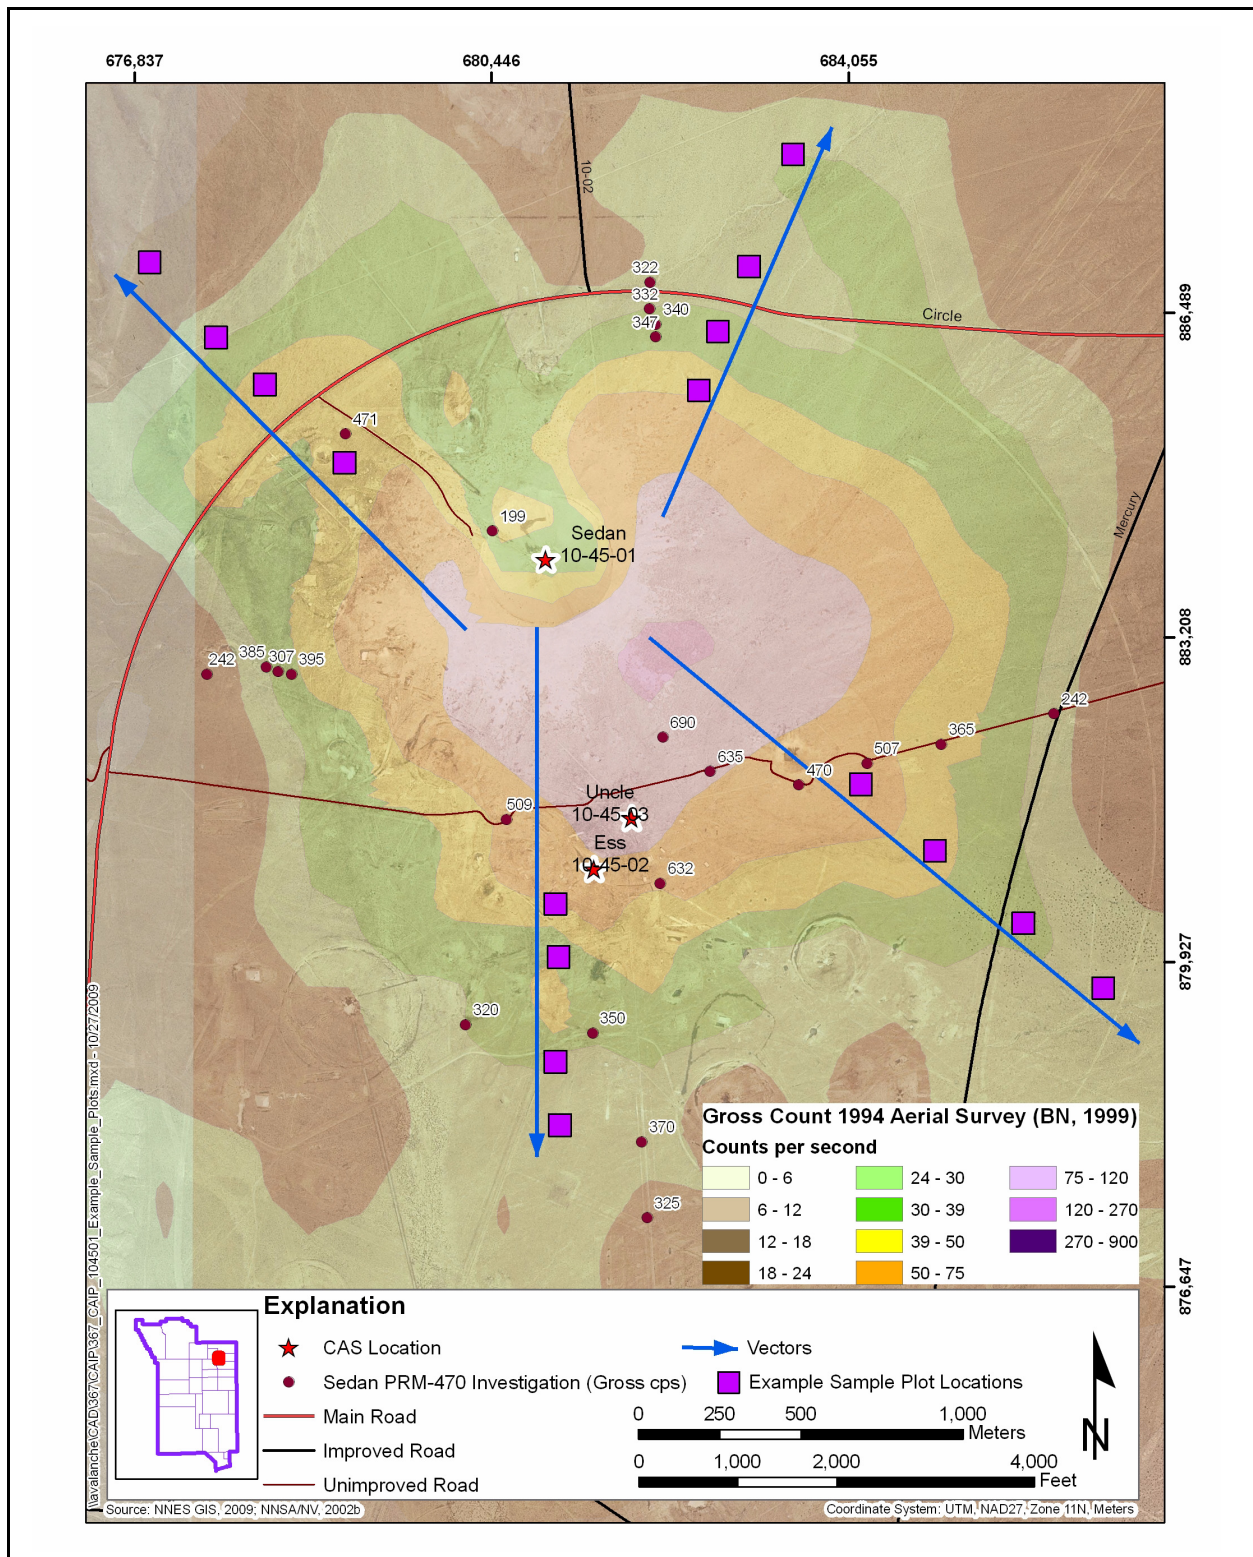 676,837
680,446
684,055
10-02
322
332
340
347
Circle
886,489
471
199
Sedan
10-45-01
Mercury
883,208
242
385
307
395
690
242
365
507
635
470
Uncle
10-45-03
509
Ess
10-45-02
632
879,927
320
350
370
325
Gross Count 1994 Aerial Survey (BN, 1999)
Counts per second
0 - 6
24 - 30
75 - 120
6 - 12
30 - 39
120 - 270
12 - 18
39 - 50
270 - 900
18 - 24
50 - 75
876,647
\\avalanche\CAD\367\CAIP\367_CAIP_104501_Example_Sample_Plots.mxd - 10/27/2009
Explanation
CAS Location
Vectors
Sedan PRM-470 Investigation (Gross cps)
Example Sample Plot Locations
Main Road
0 250 500 1,000
Meters
Improved Road
0 1,000 2,000 4,000
Feet
Unimproved Road
N
Source: NNES GIS, 2009; NNSA/NV, 2002b
Coordinate System: UTM, NAD27, Zone 11N, Meters